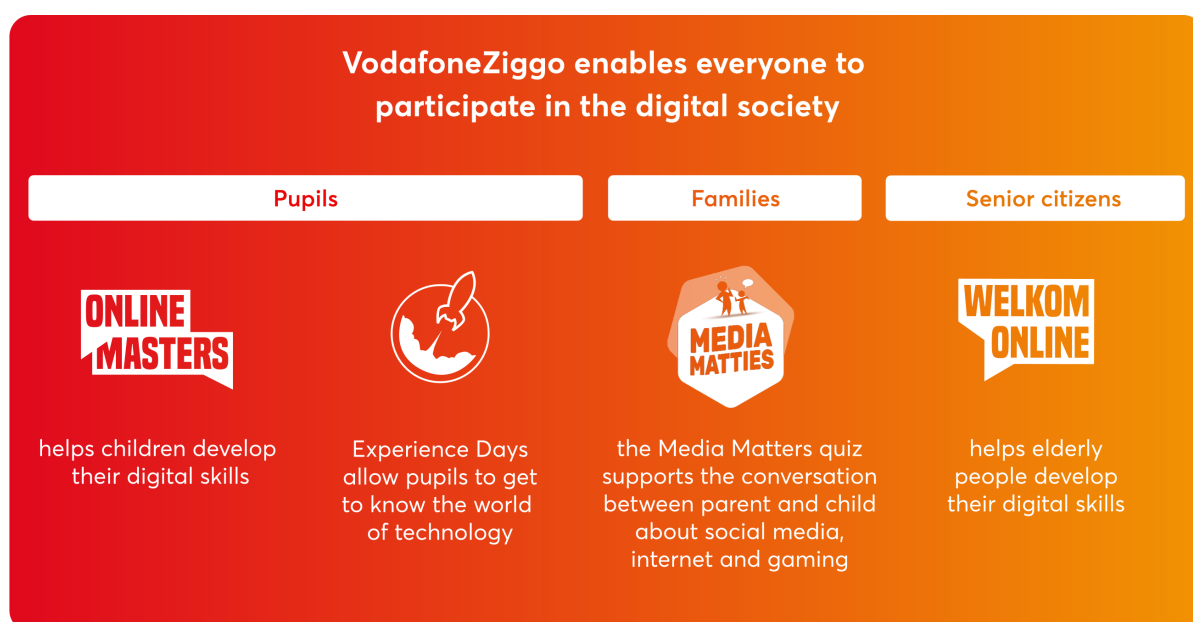 VodafoneZiggo enables everyone to
participate in the digital society
Pupils
Families
Senior citizens
ONLINE
MASTERS
helps children develop
their digital skills
Experience Days
allow pupils to get
to know the world
of technology
MEDIA
MATTIES
the Media Matters quiz
supports the conversation
between parent and child
about social media,
internet and gaming
WELKOM
ONLINE
helps elderly
people develop
their digital skills